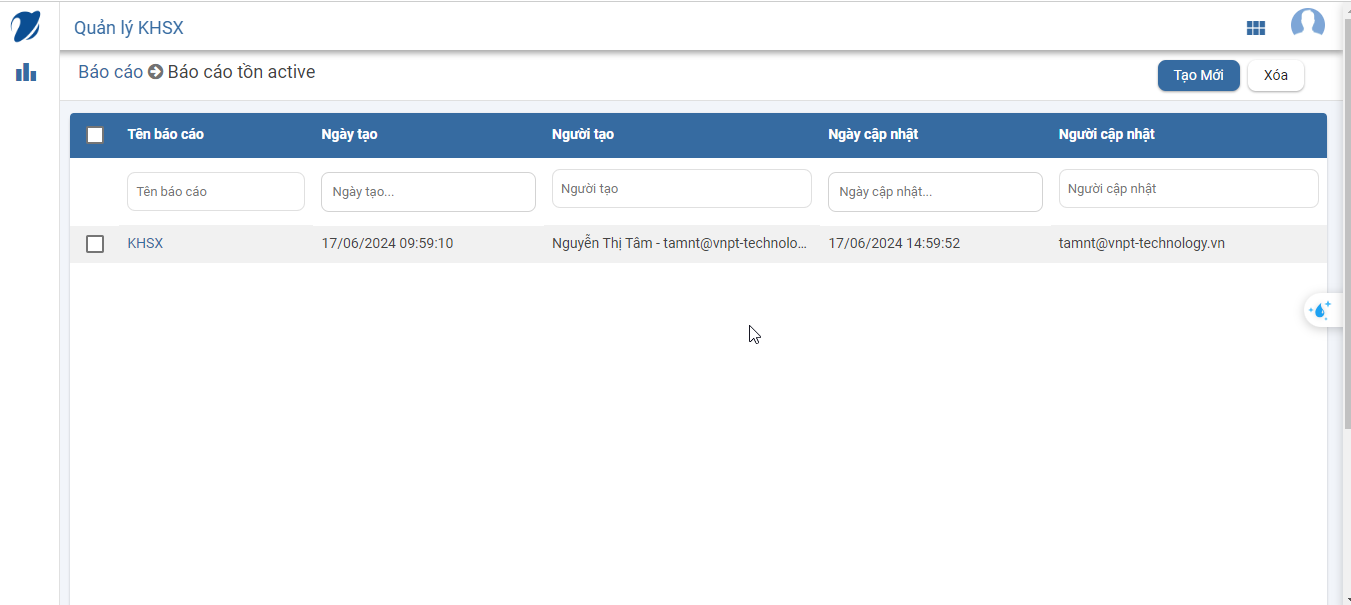 Quản lý KHSX
Báo cáo Báo cáo tồn active
Tạo Mới Xóa
Tên báo cáo Ngày tạo Người tạo Ngày cập nhật Người cập nhật
Tên báo cáo Ngày tạo... Người tạo Ngày cập nhật... Người cập nhật
KHSX 17/06/2024 09:59:10 Nguyễn Thị Tâm - tamnt@vnpt-technolo... 17/06/2024 14:59:52 tamnt@vnpt-technology.vn